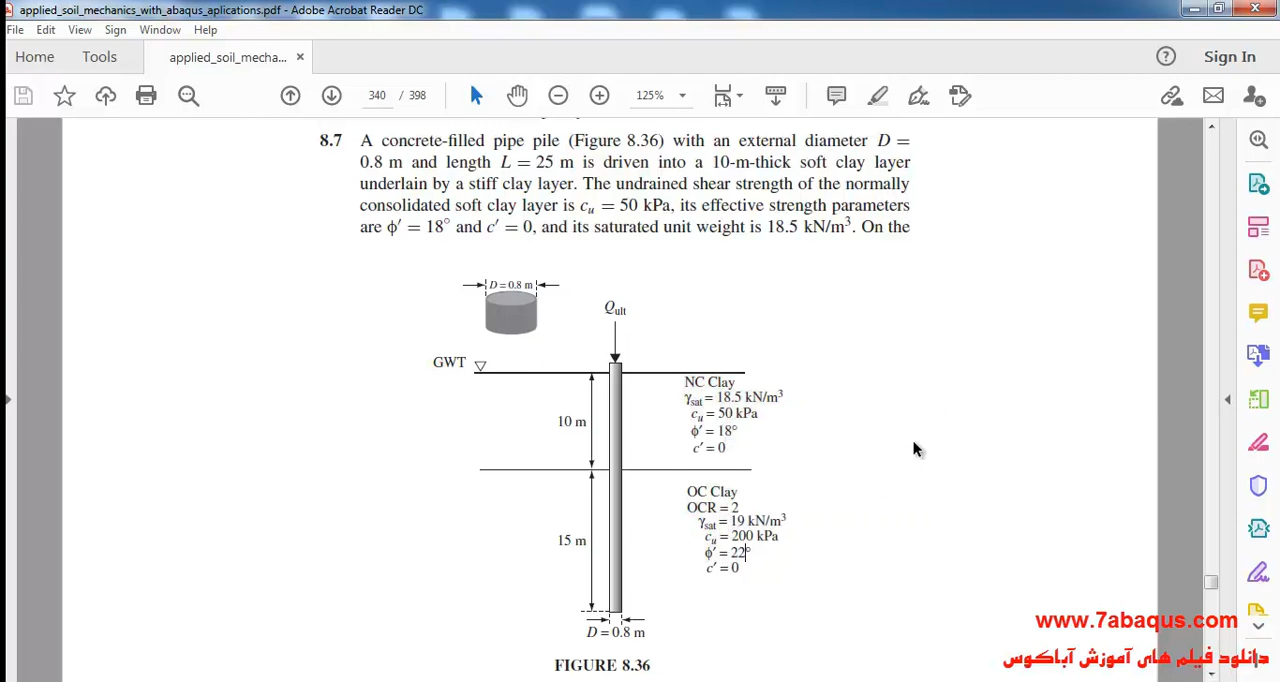 applied_soil_mechanics_with_abaqus_aplications.pdf - Adobe Acrobat Reader DC
File Edit View Sign Window Help
Home Tools applied_soil_mecha... × ? Sign In
340 / 398 125%
8.7 A concrete-filled pipe pile (Figure 8.36) with an external diameter D =
0.8 m and length L = 25 m is driven into a 10-m-thick soft clay layer
underlain by a stiff clay layer. The undrained shear strength of the normally
consolidated soft clay layer is cu = 50 kPa, its effective strength parameters
are ϕ′ = 18° and c′ = 0, and its saturated unit weight is 18.5 kN/m³. On the
D = 0.8 m
Qult
GWT
NC Clay
γsat = 18.5 kN/m³
cu = 50 kPa
ϕ′ = 18°
c′ = 0
10 m
OC Clay
OCR = 2
γsat = 19 kN/m³
cu = 200 kPa
ϕ′ = 22°
c′ = 0
15 m
D = 0.8 m
FIGURE 8.36
www.7abaqus.com
دانلود فیلم های آموزش آباکوس